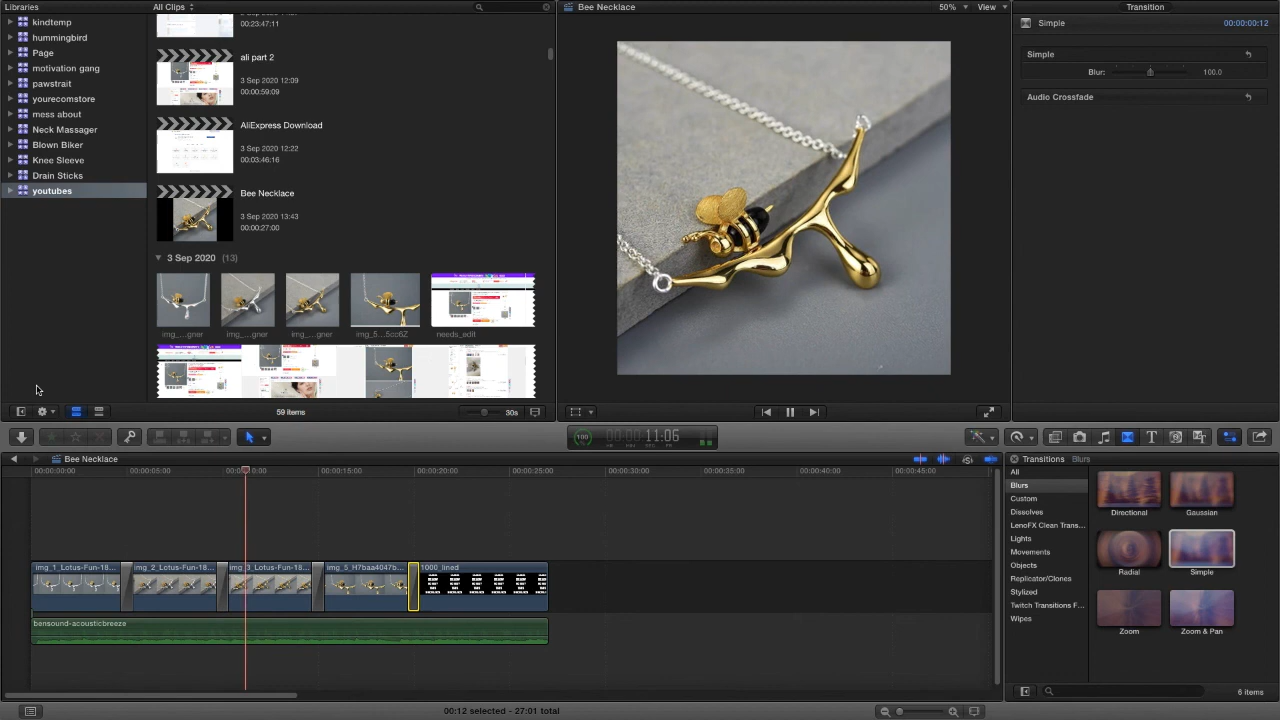 Libraries
All Clips
Bee Necklace
50%
View
Transition
kindtemp
hummingbird
Page
motivation gang
pawstrait
yourecomstore
mess about
Neck Massager
Blown Biker
Knee Sleeve
Drain Sticks
youtubes
00:23:47:11
ali part 2
3 Sep 2020 12:09
00:00:59:09
AliExpress Download
3 Sep 2020 12:22
00:03:46:16
Bee Necklace
3 Sep 2020 13:43
00:00:27:00
3 Sep 2020 (13)
img_...gner
img_...gner
img_...gner
img_5...5cc6Z
needs_edit
59 items
30s
Simple
00:00:00:12
Simple
Blur:
100.0
Audio Crossfade
100
00:00:11:06
HR
MIN
SEC
FR
Bee Necklace
00:00:00:00
00:00:05:00
00:00:15:00
00:00:20:00
00:00:25:00
00:00:30:00
00:00:35:00
00:00:40:00
00:00:45:00
img_1_Lotus-Fun-18...
img_2_Lotus-Fun-18...
img_3_Lotus-Fun-18...
img_5_H7baa4047b...
1000_lined
bensound-acousticbreeze
Transitions
Blurs
All
Blurs
Custom
Dissolves
LenoFX Clean Trans...
Lights
Movements
Objects
Replicator/Clones
Stylized
Twitch Transitions F...
Wipes
Directional
Gaussian
Radial
Simple
Zoom
Zoom & Pan
6 items
00:12 selected - 27:01 total